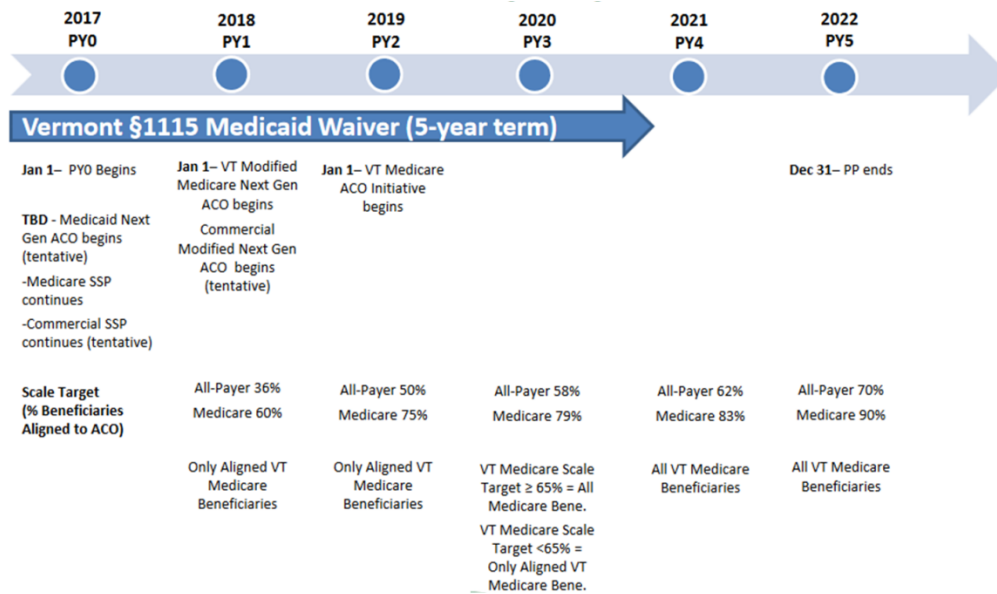 2017
PY0
2018
PY1
2019
PY2
2020
PY3
2021
PY4
2022
PY5
Vermont §1115 Medicaid Waiver (5-year term)
Jan 1– PY0 Begins
TBD - Medicaid Next
Gen ACO begins
(tentative)
-Medicare SSP
continues
-Commercial SSP
continues (tentative)
Jan 1– VT Modified
Medicare Next Gen
ACO begins
Commercial
Modified Next Gen
ACO begins
(tentative)
Jan 1– VT Medicare
ACO Initiative
begins
Dec 31– PP ends
Scale Target
(% Beneficiaries
Aligned to ACO)
All-Payer 36%
Medicare 60%
All-Payer 50%
Medicare 75%
All-Payer 58%
Medicare 79%
All-Payer 62%
Medicare 83%
All-Payer 70%
Medicare 90%
Only Aligned VT
Medicare
Beneficiaries
Only Aligned VT
Medicare
Beneficiaries
VT Medicare Scale
Target ≥ 65% = All
Medicare Bene.
VT Medicare Scale
Target <65% =
Only Aligned VT
Medicare Bene.
All VT Medicare
Beneficiaries
All VT Medicare
Beneficiaries